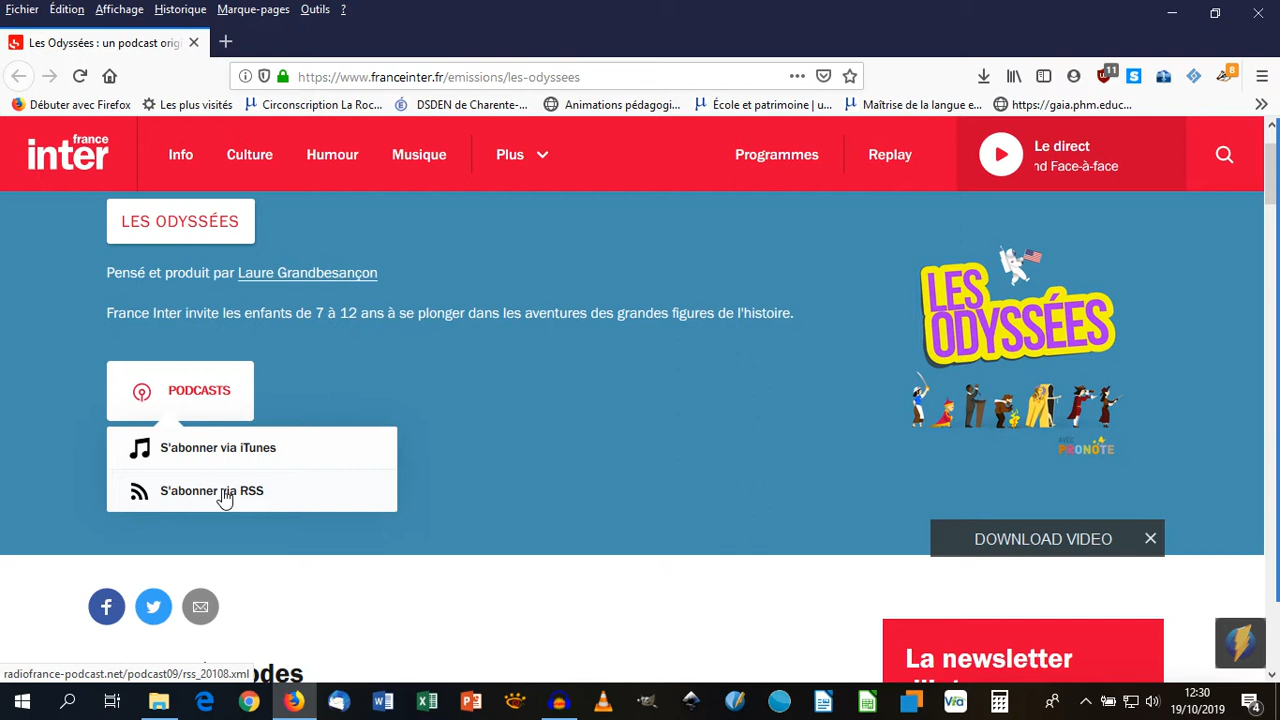 Fichier Édition Affichage Historique Marque-pages Outils ?
Les Odyssées : un podcast orig
https://www.franceinter.fr/emissions/les-odyssees
11
8
Débuter avec Firefox Les plus visités Circonscription La Roc... DSDEN de Charente-... Animations pédagogi... École et patrimoine | u... Maîtrise de la langue e... https://gaia.phm.educ...
france inter Info Culture Humour Musique Plus Programmes Replay Le direct
nd Face-à-face
LES ODYSSÉES
Pensé et produit par Laure Grandbesançon
France Inter invite les enfants de 7 à 12 ans à se plonger dans les aventures des grandes figures de l'histoire.
LES ODYSSÉES
AVEC PRONOTE
PODCASTS
S'abonner via iTunes
S'abonner via RSS
DOWNLOAD VIDEO
La newsletter
odes
radiofrance-podcast.net/podcast09/rss_20108.xml
12:30
19/10/2019
4